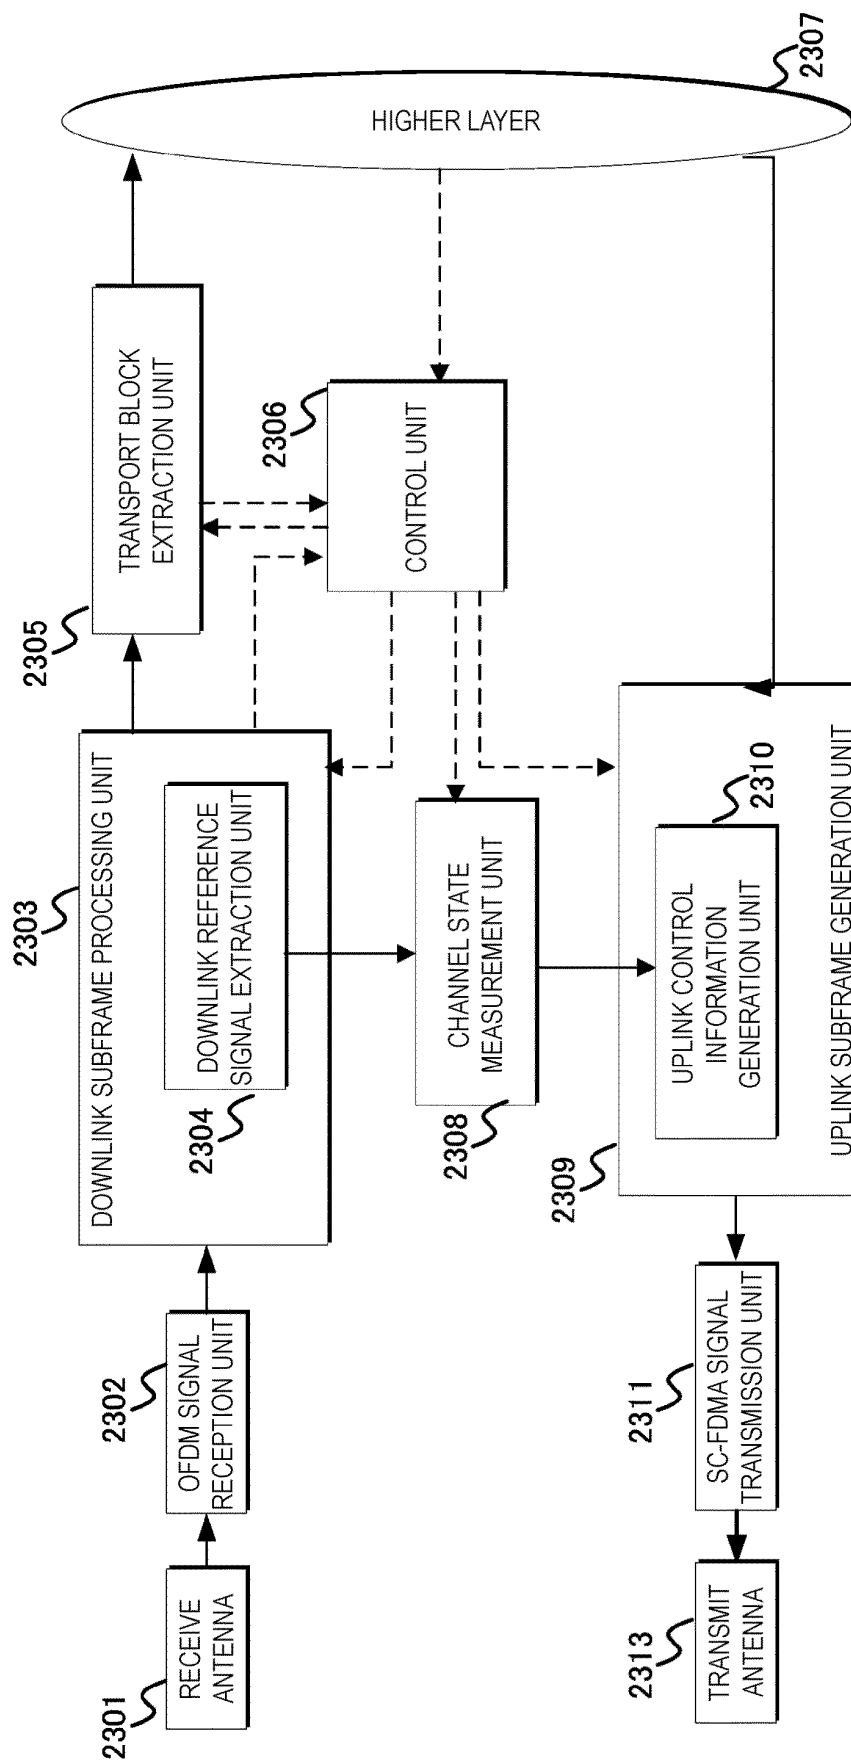 2301
RECEIVE
ANTENNA
2302
OFDM SIGNAL
RECEPTION UNIT
2303
DOWNLINK SUBFRAME PROCESSING UNIT
2304
DOWNLINK REFERENCE
SIGNAL EXTRACTION UNIT
2305
TRANSPORT BLOCK
EXTRACTION UNIT
2306
CONTROL UNIT
HIGHER LAYER
2307
2308
CHANNEL STATE
MEASUREMENT UNIT
2309
2310
UPLINK CONTROL
INFORMATION
GENERATION UNIT
UPLINK SUBFRAME GENERATION UNIT
2311
SC-FDMA SIGNAL
TRANSMISSION UNIT
2313
TRANSMIT
ANTENNA